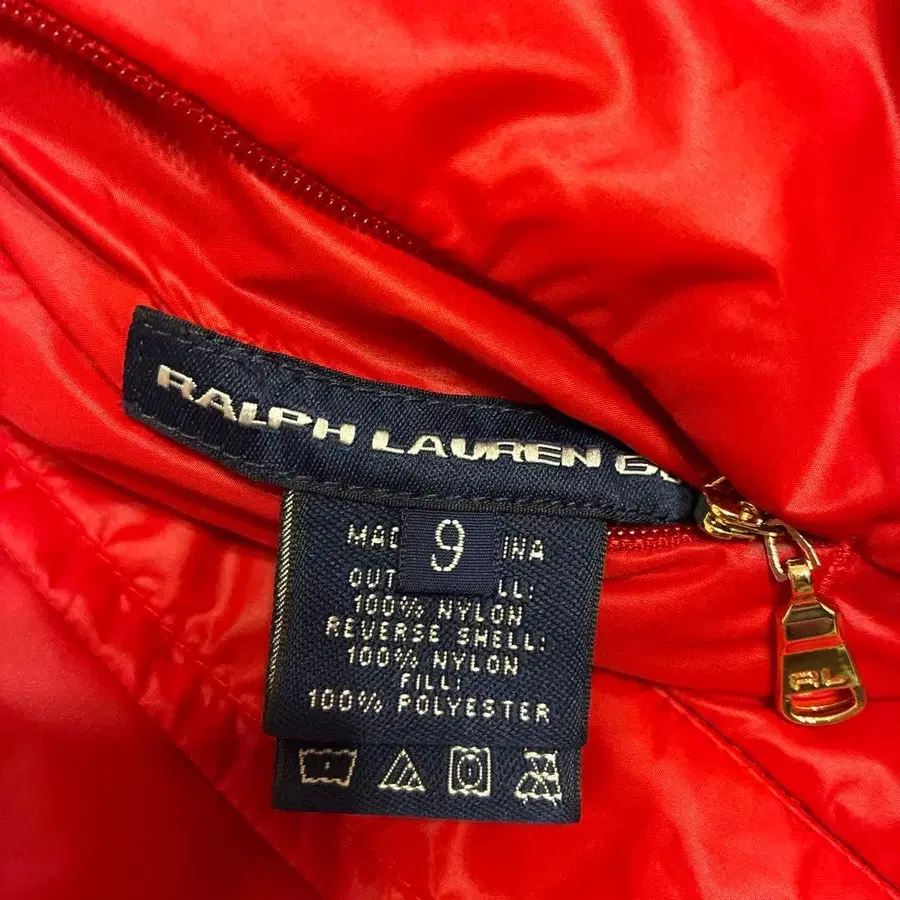 RALPH LAUREN
9
100% NYLON
REVERSE SHELL:
100% NYLON
FILL:
100% POLYESTER
RL